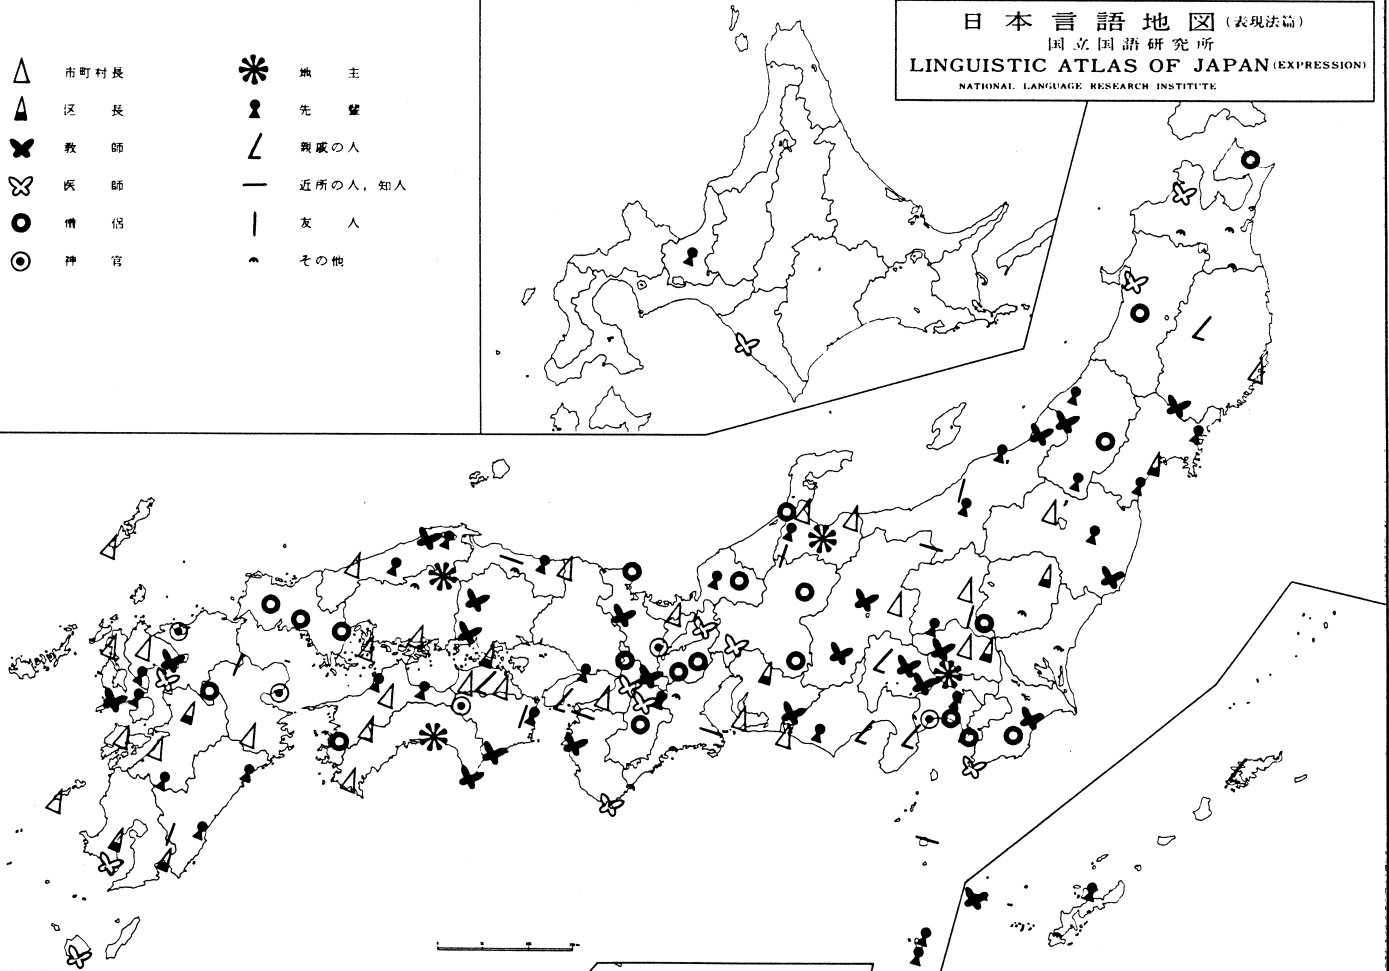 日本言語地図(表現法篇)
国立国語研究所
LINGUISTIC ATLAS OF JAPAN (EXPRESSION)
NATIONAL LANGUAGE RESEARCH INSTITUTE
市町村長
区長
教師
医師
僧侶
神官
地主
先輩
親戚の人
近所の人,知人
友人
その他